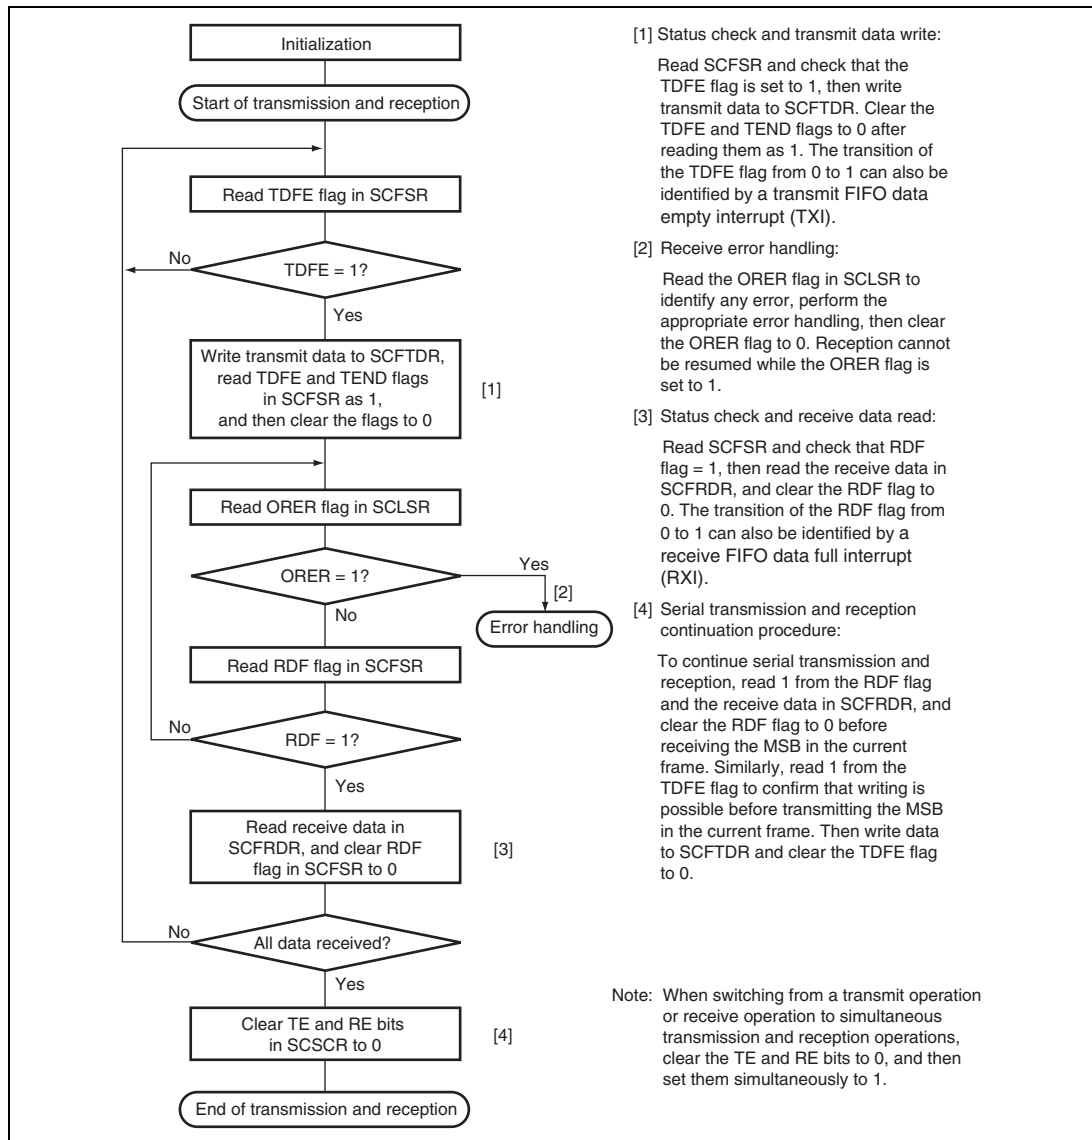 Initialization
Start of transmission and reception
Read TDFE flag in SCFSR
No
TDFE = 1?
Yes
Write transmit data to SCFTDR,
read TDFE and TEND flags
in SCFSR as 1,
and then clear the flags to 0
[1]
Read ORER flag in SCLSR
ORER = 1?
Yes
[2]
Error handling
No
Read RDF flag in SCFSR
No
RDF = 1?
Yes
Read receive data in
SCFRDR, and clear RDF
flag in SCFSR to 0
[3]
No
All data received?
Yes
Clear TE and RE bits
in SCSCR to 0
[4]
End of transmission and reception
[1] Status check and transmit data write:
Read SCFSR and check that the
TDFE flag is set to 1, then write
transmit data to SCFTDR. Clear the
TDFE and TEND flags to 0 after
reading them as 1. The transition of
the TDFE flag from 0 to 1 can also be
identified by a transmit FIFO data
empty interrupt (TXI).
[2] Receive error handling:
Read the ORER flag in SCLSR to
identify any error, perform the
appropriate error handling, then clear
the ORER flag to 0. Reception cannot
be resumed while the ORER flag is
set to 1.
[3] Status check and receive data read:
Read SCFSR and check that RDF
flag = 1, then read the receive data in
SCFRDR, and clear the RDF flag to
0. The transition of the RDF flag from
0 to 1 can also be identified by a
receive FIFO data full interrupt
(RXI).
[4] Serial transmission and reception
continuation procedure:
To continue serial transmission and
reception, read 1 from the RDF flag
and the receive data in SCFRDR, and
clear the RDF flag to 0 before
receiving the MSB in the current
frame. Similarly, read 1 from the
TDFE flag to confirm that writing is
possible before transmitting the MSB
in the current frame. Then write data
to SCFTDR and clear the TDFE flag
to 0.
Note: When switching from a transmit operation
or receive operation to simultaneous
transmission and reception operations,
clear the TE and RE bits to 0, and then
set them simultaneously to 1.